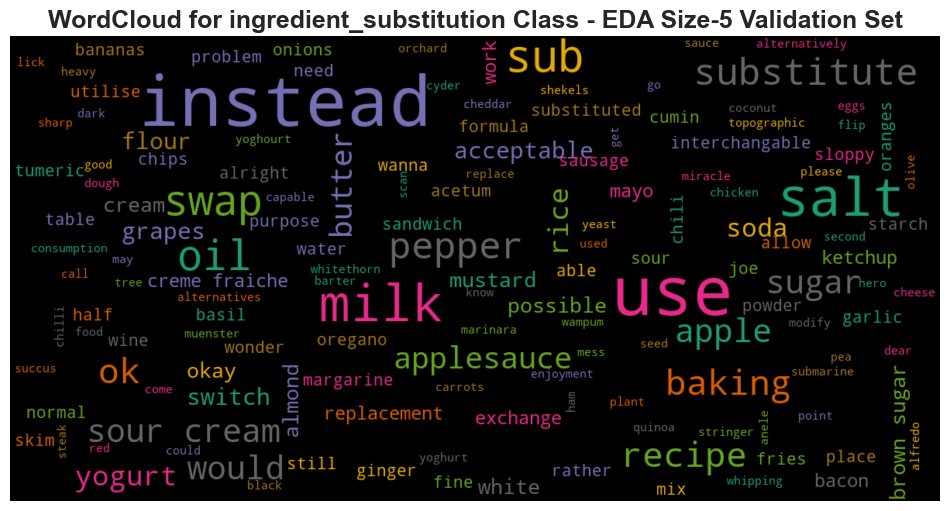 WordCloud for ingredient_substitution Class - EDA Size-5 Validation Set
bananas
problem
onions
orchard
work
sub
sauce
alternatively
lick
heavy
need
cyder
shekels
go
substitute
utilise
instead
cheddar
substituted
coconut
eggs
dark
sharp
formula
cumin
topographic
flip
oranges
flour
yoghourt
butter
get
acceptable
sausage
interchangable
sloppy
olive
tumeric
good
chips
alright
wanna
replace
miracle
please
dough
capable
scan
acetum
mayo
chicken
salt
cream
swap
rice
chili
table
purpose
sandwich
yeast
soda
second
starch
grapes
water
pepper
used
allow
consumption
may
oil
whitethorn
barter
able
sour
joe
ketchup
call
tree
creme fraiche
mustard
use
sugar
hero
cheese
alternatives
milk
know
possible
powder
modify
garlic
chilli
half
basil
wampum
food
wine
muenster
oregano
marinara
apple
wonder
applesauce
mess
seed
pea
dear
succus
ok
okay
almond
margarine
enjoyment
baking
submarine
come
switch
carrots
ham
plant
brown sugar
normal
replacement
exchange
quinoa
anele
point
skim
steak
sour cream
red
could
stringer
alfredo
yogurt
would
still
ginger
yoghurt
rather
recipe
fries
place
black
fine
white
mix
whipping
bacon